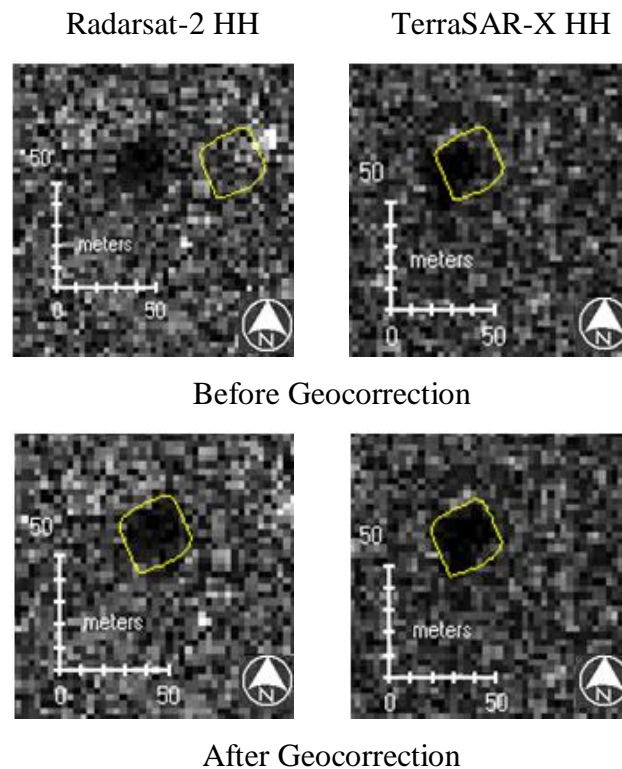 Radarsat-2 HH TerraSAR-X HH
50
meters
0 50
N
50
meters
0 50
N
Before Geocorrection
50
meters
0 50
N
50
meters
0 50
N
After Geocorrection